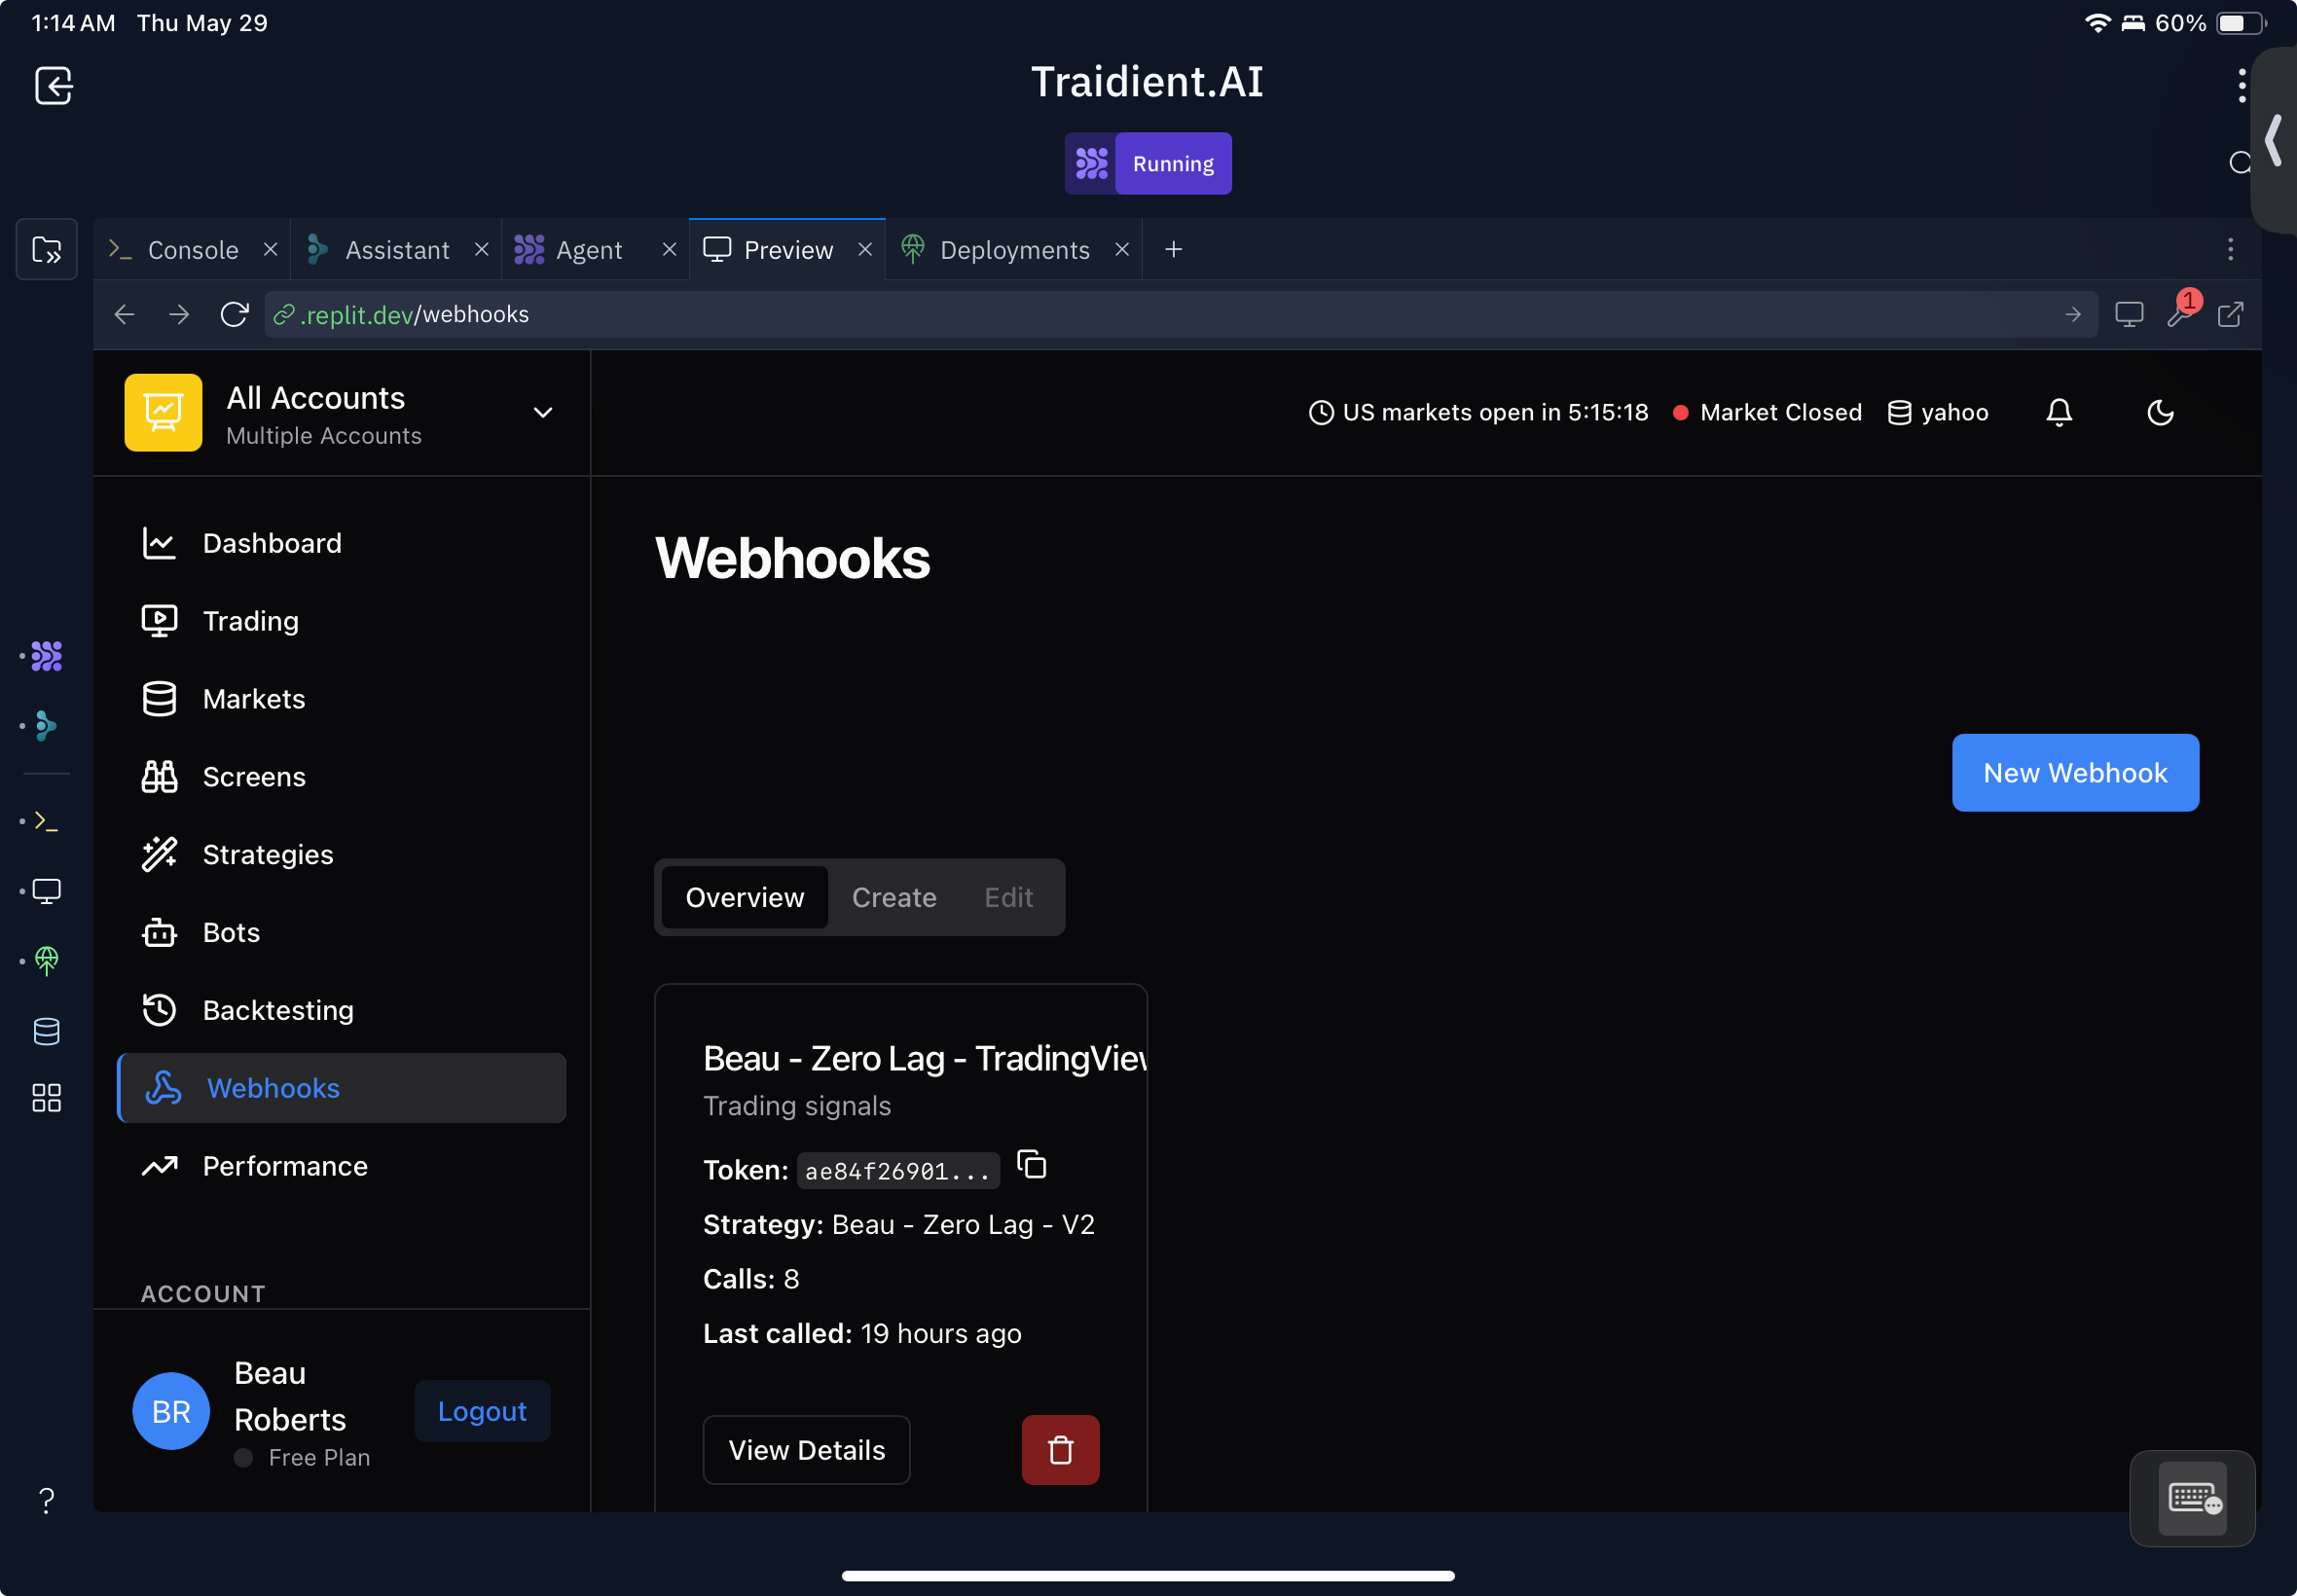 1:14 AM Thu May 29
60%
Traidient.AI
Running
Console
Assistant
Agent
Preview
Deployments
.replit.dev/webhooks
1
All Accounts
Multiple Accounts
US markets open in 5:15:18
Market Closed
yahoo
Dashboard
Trading
Markets
Screens
Strategies
Bots
Backtesting
Webhooks
Performance
ACCOUNT
BR
Beau
Roberts
Free Plan
Logout
?
Webhooks
New Webhook
Overview
Create
Edit
Beau - Zero Lag - TradingView
Trading signals
Token: ae84f26901...
Strategy: Beau - Zero Lag - V2
Calls: 8
Last called: 19 hours ago
View Details